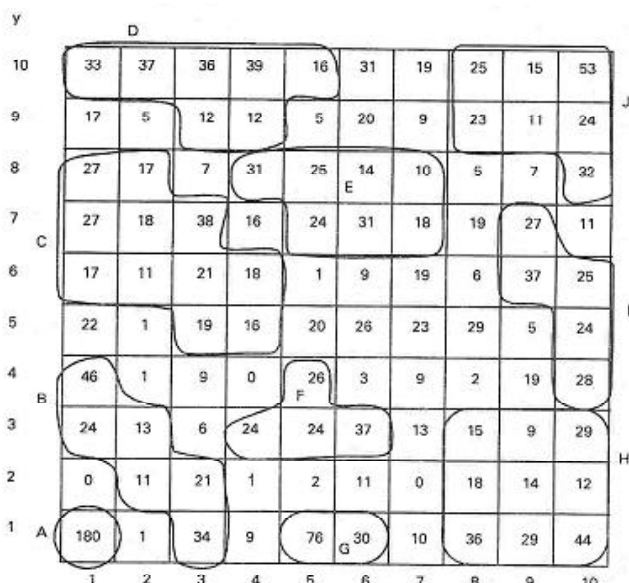 y
D
10 33 37 36 39 16 31 19 25 15 53
J
9 17 5 12 12 5 20 9 23 11 24
8 27 17 7 31 25 14 10 5 7 32
E
7 27 18 38 16 24 31 18 19 27 11
C
6 17 11 21 18 1 9 19 6 37 25
5 22 1 19 16 20 26 23 29 5 24
4 46 1 9 0 26 3 9 2 19 28
B F
3 24 13 6 24 24 37 13 15 9 29
H
2 0 11 21 1 2 11 0 18 14 12
1 A 180 1 34 9 76 G 30 10 36 29 44
1 2 3 4 5 6 7 8 9 10